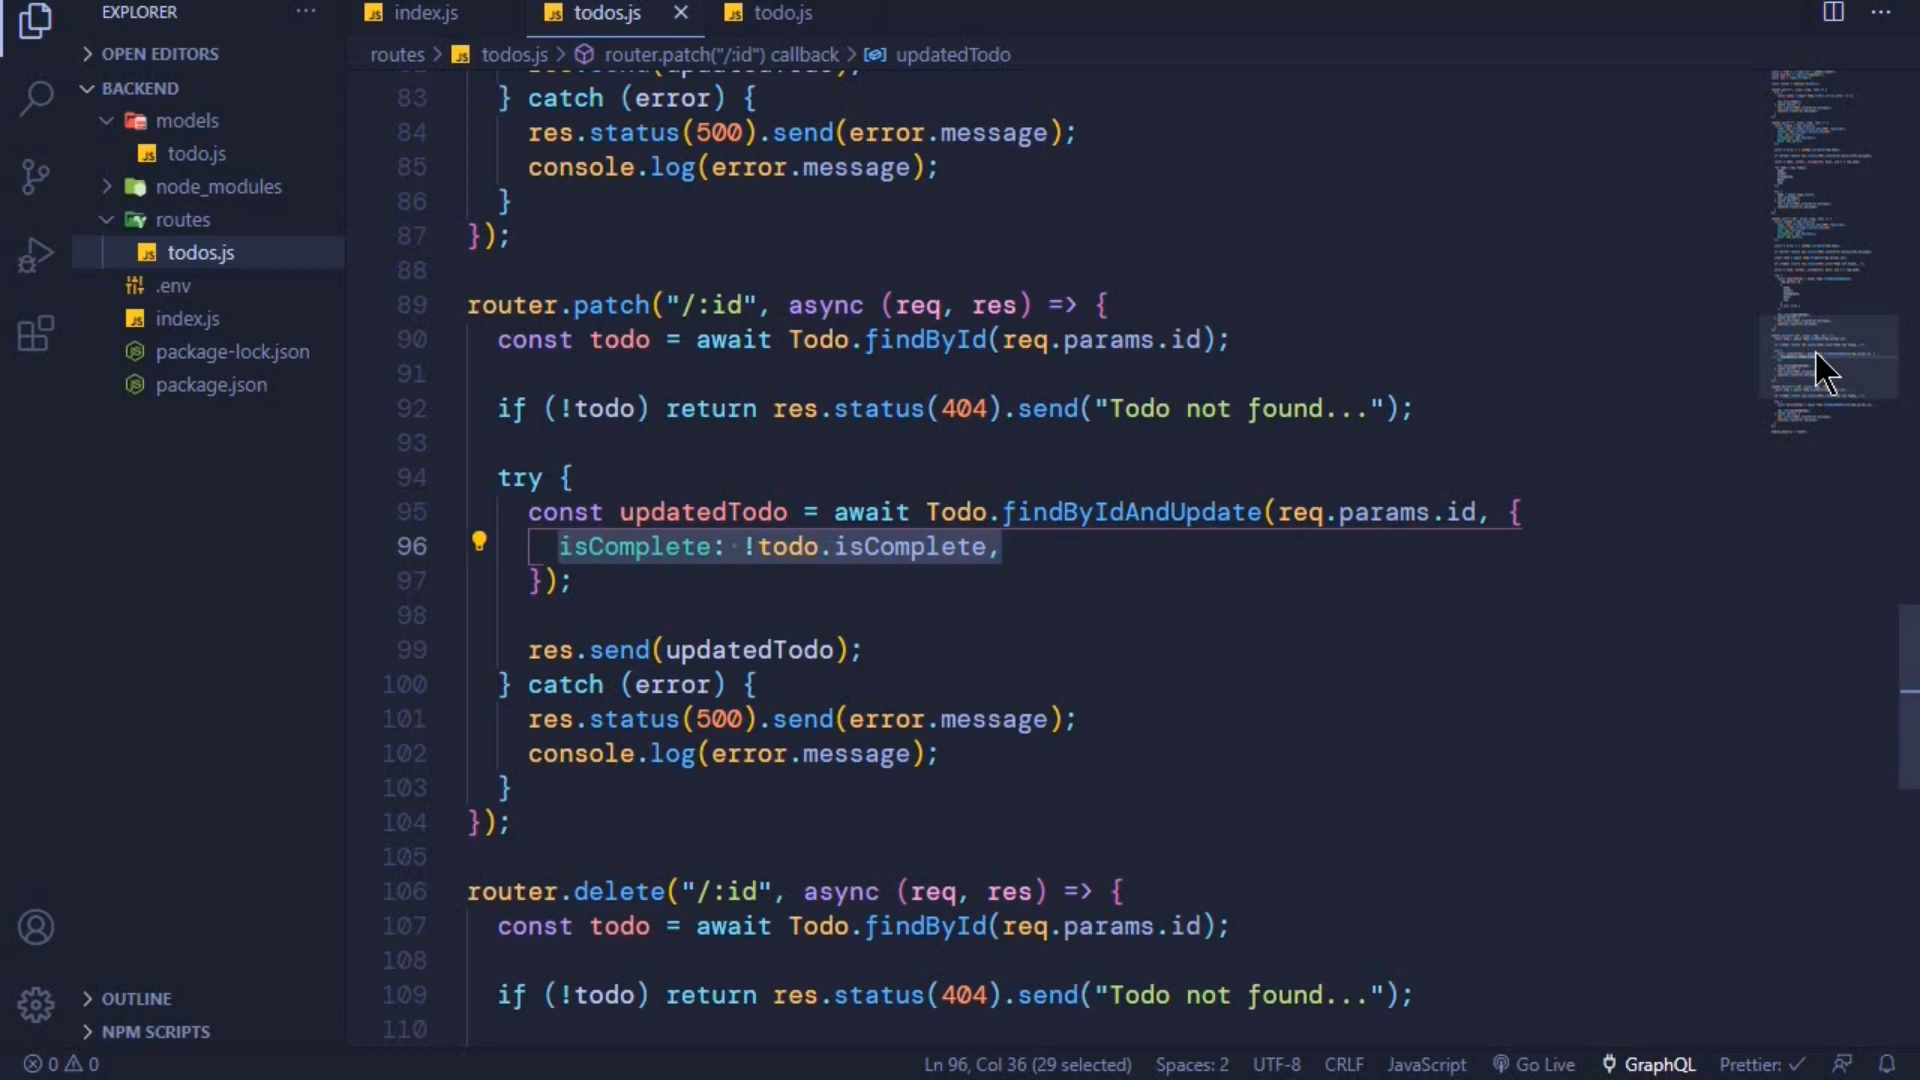 EXPLORER
OPEN EDITORS
BACKEND
models
todo.js
node_modules
routes
todos.js
.env
index.js
package-lock.json
package.json
OUTLINE
NPM SCRIPTS
index.js
todos.js
todo.js
routes > todos.js > router.patch("/:id") callback > updatedTodo
83 } catch (error) {
84 res.status(500).send(error.message);
85 console.log(error.message);
86 }
87 });
88
89 router.patch("/:id", async (req, res) => {
90 const todo = await Todo.findById(req.params.id);
91
92 if (!todo) return res.status(404).send("Todo not found...");
93
94 try {
95 const updatedTodo = await Todo.findByIdAndUpdate(req.params.id, {
96 isComplete: !todo.isComplete,
97 });
98
99 res.send(updatedTodo);
100 } catch (error) {
101 res.status(500).send(error.message);
102 console.log(error.message);
103 }
104 });
105
106 router.delete("/:id", async (req, res) => {
107 const todo = await Todo.findById(req.params.id);
108
109 if (!todo) return res.status(404).send("Todo not found...");
110
0 0
Ln 96, Col 36 (29 selected) Spaces: 2 UTF-8 CRLF JavaScript Go Live GraphQL Prettier: ✓